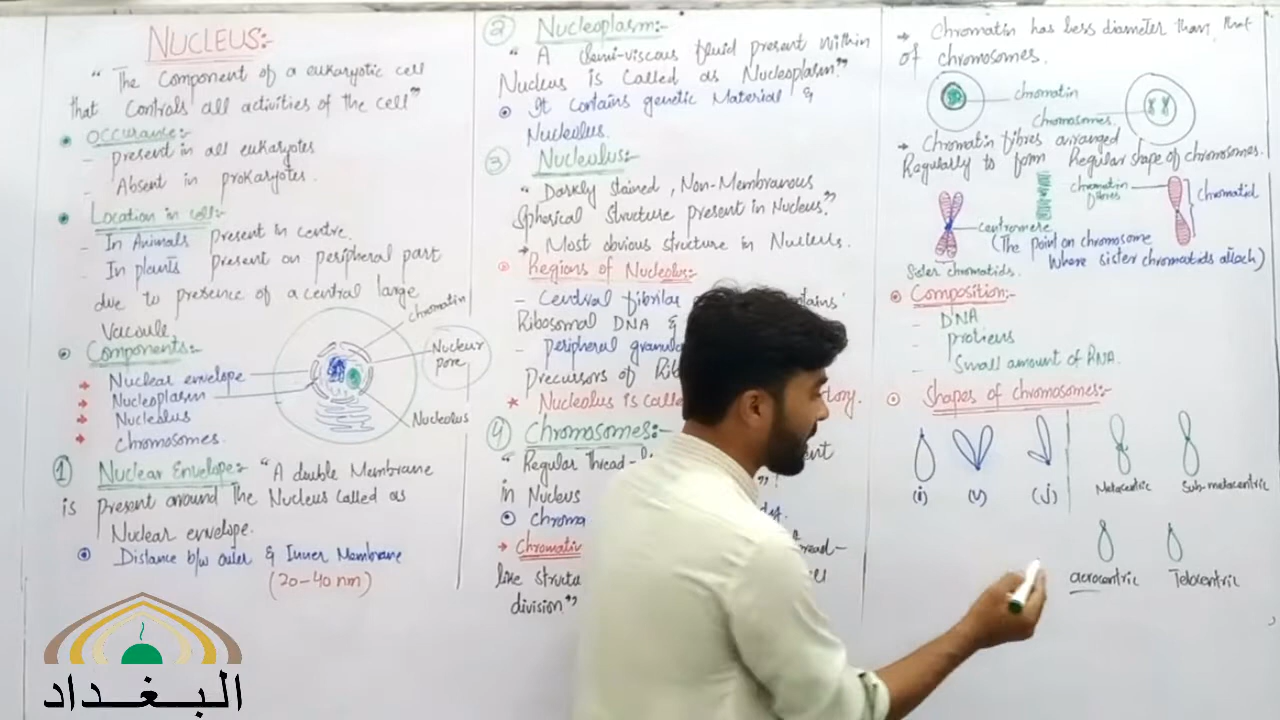 NUCLEUS:-
"The Component of a eukaryotic cell
that Controls all activities of the cell"
Occurance:-
- present in all eukaryotes
- Absent in prokaryotes.
Location in cell:-
- In Animals present in centre.
- In plants present on peripheral part
due to presence of a central large
Vacuole
Components:-
Nuclear envelope
Nucleoplasm
Nucleolus
Chromosomes.
chromatin
Nuclear
pore
Nucleolus
1 Nuclear Envelope:- "A double Membrane
is present around the Nucleus called as
Nuclear envelope.
Distance b/w outer & Inner Membrane
(20-40 nm)
البغداد
2 Nucleoplasm:-
"A Semi-viscous fluid present within
Nucleus is Called as Nucleoplasm."
It contains genetic Material &
Nucleolus.
3 Nucleolus:-
"Darkly stained, Non-Membranous
Spherical Structure present in Nucleus."
→ Most obvious structure in Nucleus.
Regions of Nucleolus:-
- Central fibrilar
Ribosomal DNA &
- peripheral granula
Precursors of Rib
* Nucleolus is calle
4 Chromosomes:-
"Regular Thread-
in Nucleus
Chroma
→ Chromatin
like structu
division"
→ Chromatin has less diameter than that
of chromosomes.
chromatin
Chromosomes
→ Chromatin fibres arranged
Regularly to form Regular shape of chromosomes.
chromatin
fibres
Chromatid
centromere
(The point on chromosome
where sister chromatids attach)
Sister chromatids.
Composition:-
- DNA
- protiens
- Small amount of RNA.
Shapes of chromosomes:-
(i) (v) (j)
Metacentric Sub-metacentric
acrocentric Telocentric